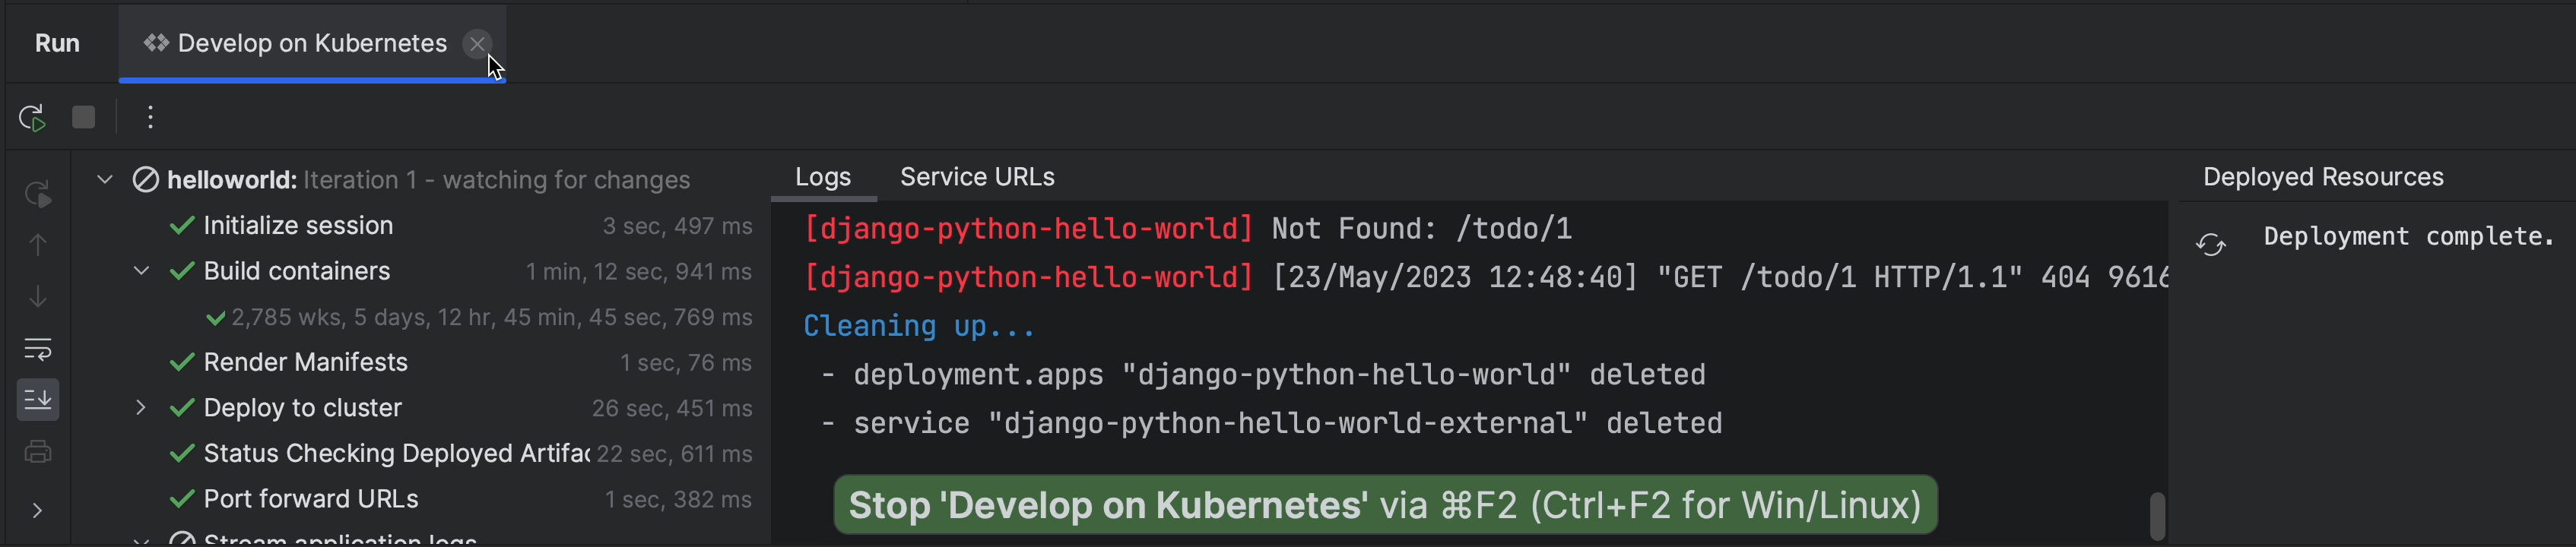 Run
Develop on Kubernetes
helloworld: Iteration 1 - watching for changes
Initialize session 3 sec, 497 ms
Build containers 1 min, 12 sec, 941 ms
2,785 wks, 5 days, 12 hr, 45 min, 45 sec, 769 ms
Render Manifests 1 sec, 76 ms
Deploy to cluster 26 sec, 451 ms
Status Checking Deployed Artifac 22 sec, 611 ms
Port forward URLs 1 sec, 382 ms
Stream application logs
Logs Service URLs
[django-python-hello-world] Not Found: /todo/1
[django-python-hello-world] [23/May/2023 12:48:40] "GET /todo/1 HTTP/1.1" 404 9616
Cleaning up...
- deployment.apps "django-python-hello-world" deleted
- service "django-python-hello-world-external" deleted
Stop 'Develop on Kubernetes' via ⌘F2 (Ctrl+F2 for Win/Linux)
Deployed Resources
Deployment complete.